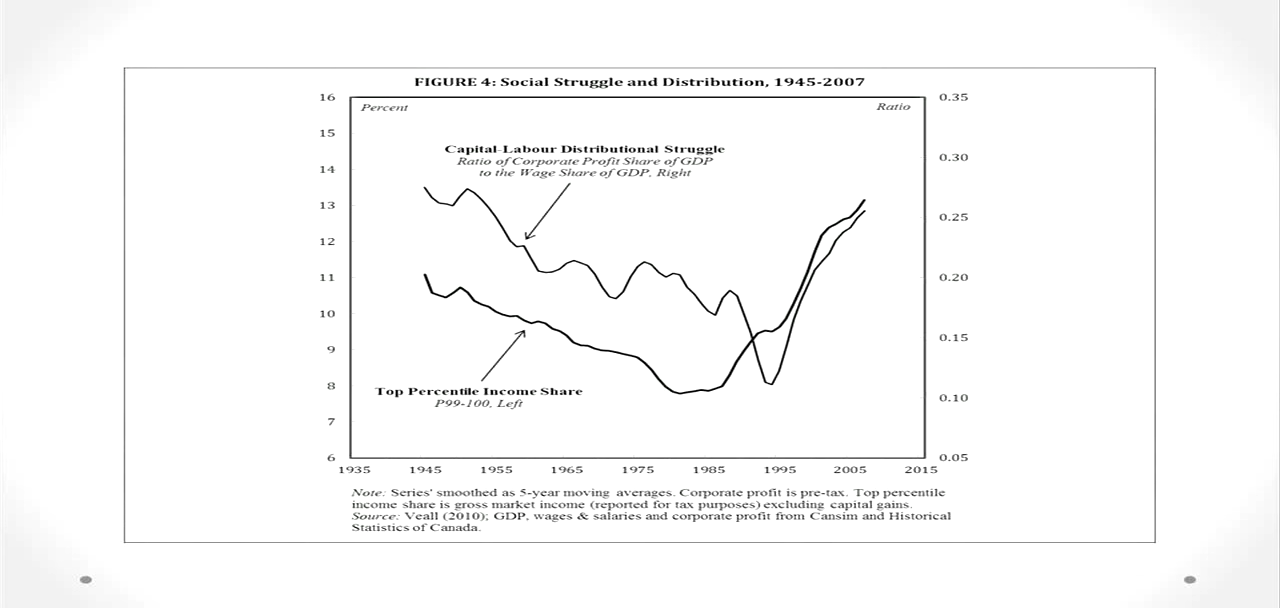 FIGURE 4: Social Struggle and Distribution, 1945-2007
16
15
14
13
12
11
10
9
8
7
6
Percent
Ratio
0.35
0.30
0.25
0.20
0.15
0.10
0.05
Capital-Labour Distributional Struggle
Ratio of Corporate Profit Share of GDP
to the Wage Share of GDP, Right
Top Percentile Income Share
P99-100, Left
1935 1945 1955 1965 1975 1985 1995 2005 2015
Note: Series' smoothed as 5-year moving averages. Corporate profit is pre-tax. Top percentile
income share is gross market income (reported for tax purposes) excluding capital gains.
Source: Veall (2010); GDP, wages & salaries and corporate profit from Cansim and Historical
Statistics of Canada.